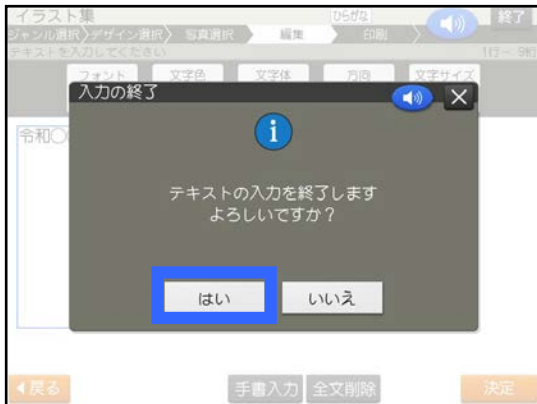 イラスト集
ひらがな
終了
ジャンル選択 デザイン選択 写真選択 編集 印刷
テキストを入力してください
1行～ 9行
フォント 文字色 文字体 方向 文字サイズ
入力の終了
令和〇
テキストの入力を終了します
よろしいですか？
はい いいえ
戻る 手書入力 全文削除 決定